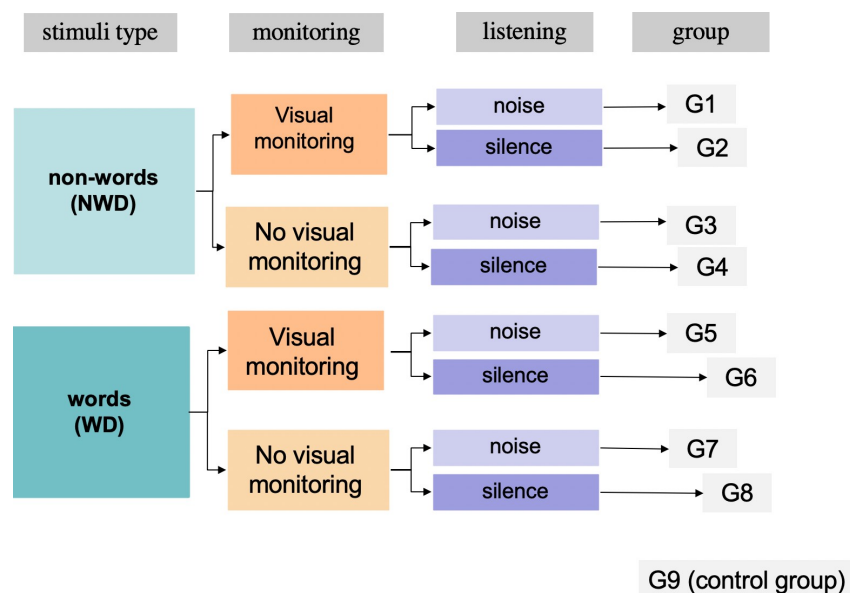 stimuli type
monitoring
listening
group
non-words
(NWD)
Visual
monitoring
noise
G1
silence
G2
No visual
monitoring
noise
G3
silence
G4
words
(WD)
Visual
monitoring
noise
G5
silence
G6
No visual
monitoring
noise
G7
silence
G8
G9 (control group)